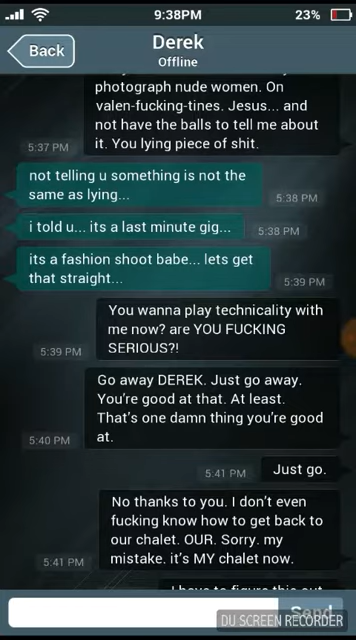 9:38PM
23%
Back
Derek
Offline
photograph nude women. On
valen-fucking-tines. Jesus... and
not have the balls to tell me about
it. You lying piece of shit.
5:37 PM
not telling u something is not the
same as lying...
5:38 PM
i told u... its a last minute gig...
5:38 PM
its a fashion shoot babe... lets get
that straight...
5:39 PM
You wanna play technicality with
me now? are YOU FUCKING
SERIOUS?!
5:39 PM
Go away DEREK. Just go away.
You're good at that. At least.
That's one damn thing you're good
at.
5:40 PM
Just go.
5:41 PM
No thanks to you. I don't even
fucking know how to get back to
our chalet. OUR. Sorry. my
mistake. it's MY chalet now.
5:41 PM
I have to figure this out
Send
DU SCREEN RECORDER